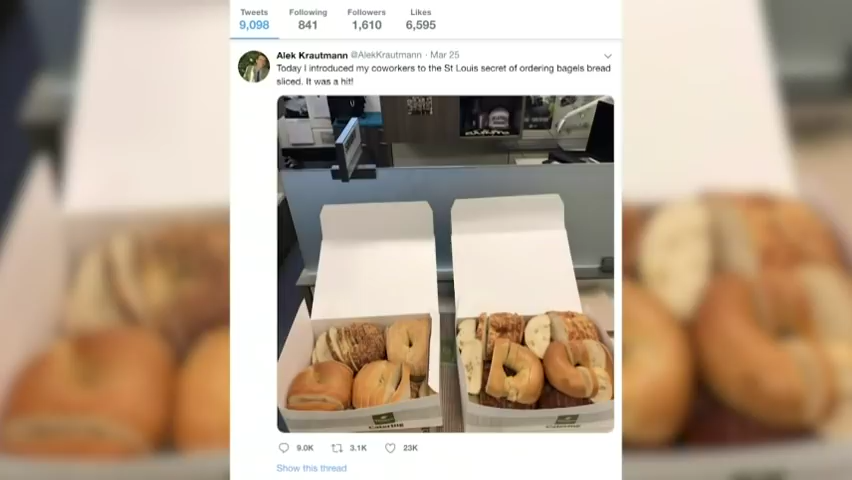 Tweets Following Followers Likes
9,098 841 1,610 6,595
Alek Krautmann @AlekKrautmann · Mar 25
Today I introduced my coworkers to the St Louis secret of ordering bagels bread
sliced. It was a hit!
9.0K 3.1K 23K
Show this thread